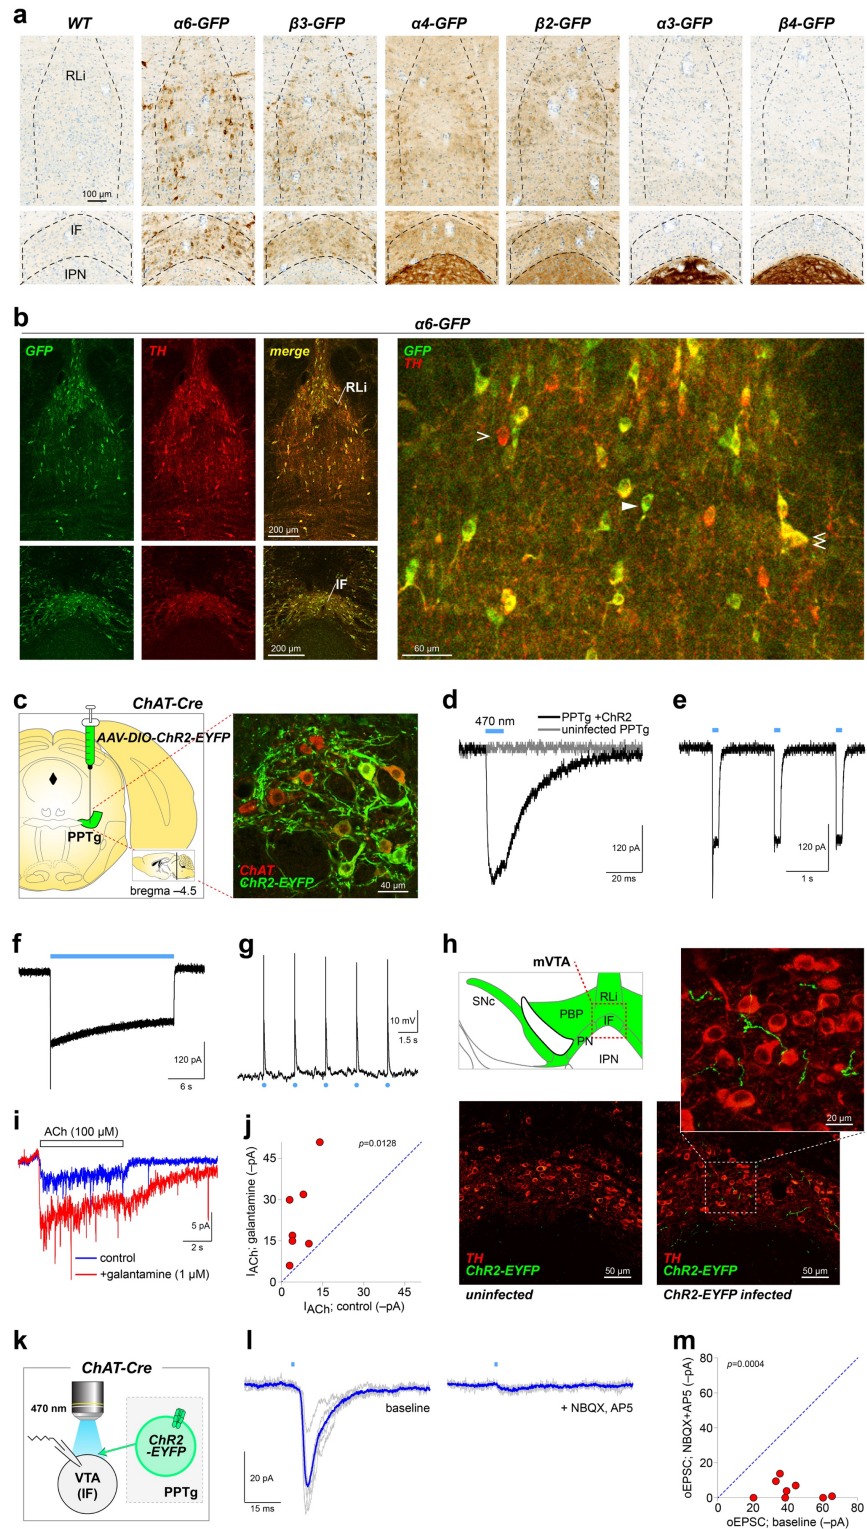 a
WT
α6-GFP
β3-GFP
α4-GFP
β2-GFP
α3-GFP
β4-GFP
RLi
100 µm
IF
IPN
b
α6-GFP
GFP
TH
merge
RLi
200 µm
IF
200 µm
GFP
TH
60 µm
c
ChAT-Cre
AAV-DIO-ChR2-EYFP
PPTg
bregma –4.5
ChAT
ChR2-EYFP
40 µm
d
470 nm
PPTg +ChR2
uninfected PPTg
120 pA
20 ms
e
120 pA
1 s
f
120 pA
6 s
g
10 mV
1.5 s
h
mVTA
SNc
PBP
RLi
IF
PN
IPN
20 µm
TH
ChR2-EYFP
50 µm
uninfected
TH
ChR2-EYFP
50 µm
ChR2-EYFP infected
i
ACh (100 µM)
5 pA
2 s
control
+galantamine (1 µM)
j
p=0.0128
IACh; galantamine (–pA)
45
30
15
0
0
15
30
45
IACh; control (–pA)
k
ChAT-Cre
470 nm
ChR2
-EYFP
VTA
(IF)
PPTg
l
baseline
+ NBQX, AP5
20 pA
15 ms
m
p=0.0004
oEPSC; NBQX+AP5 (–pA)
80
60
40
20
0
0
20
40
60
80
oEPSC; baseline (–pA)